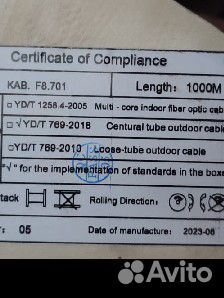 Certificate of Compliance
KAB. F8.701 Length: 1000M
□YD/T 1258.4-2005 Multi-core indoor fiber optic cab
□√YD/T 769-2018 Centural tube outdoor cable
□YD/T 769-2010 Loose-tube outdoor cable
"√" for the implementation of standards in the box
stack Rolling Direction:
05 Date of manufacture: 2023-06
Avito